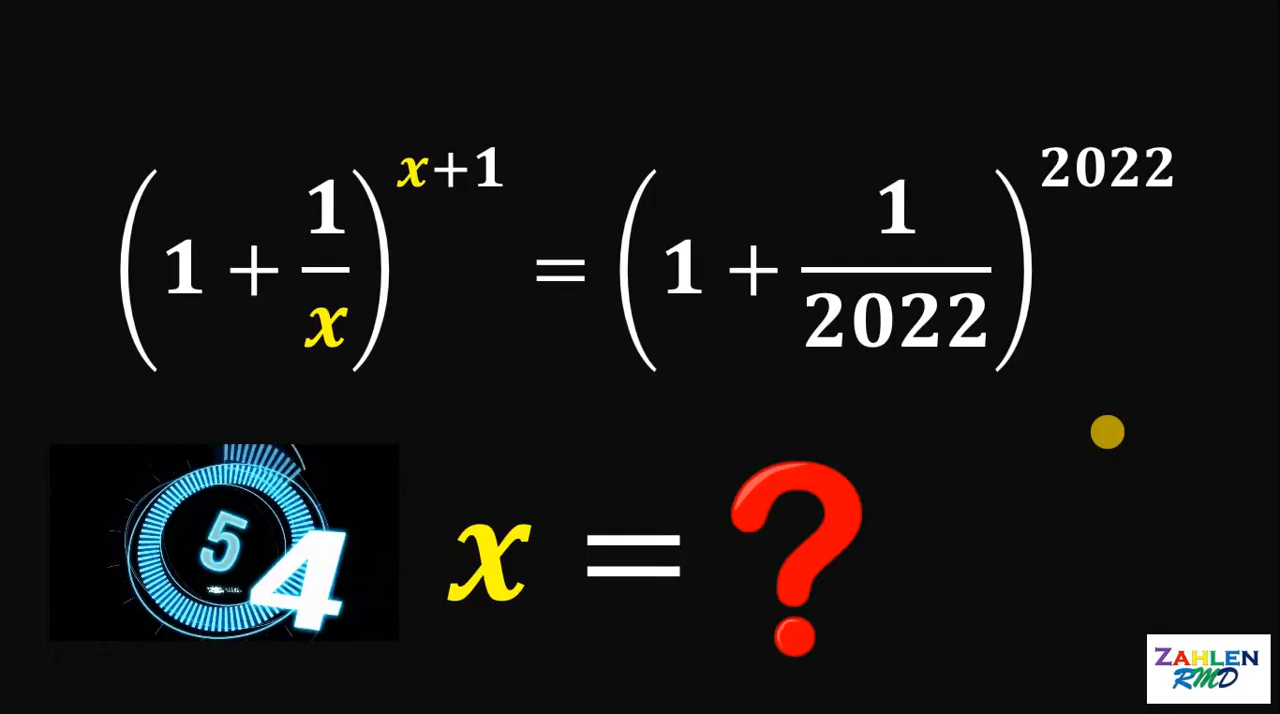 (1 + 1/x)^(x+1) = (1 + 1/2022)^2022
5
4
x = ?
ZAHLEN
RMD